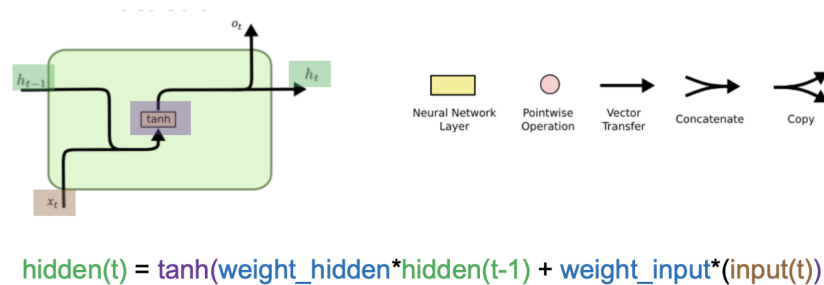 o_t
h_{t-1}
h_t
tanh
x_t
Neural Network Layer
Pointwise Operation
Vector Transfer
Concatenate
Copy
hidden(t) = tanh(weight_hidden*hidden(t-1) + weight_input*(input(t))